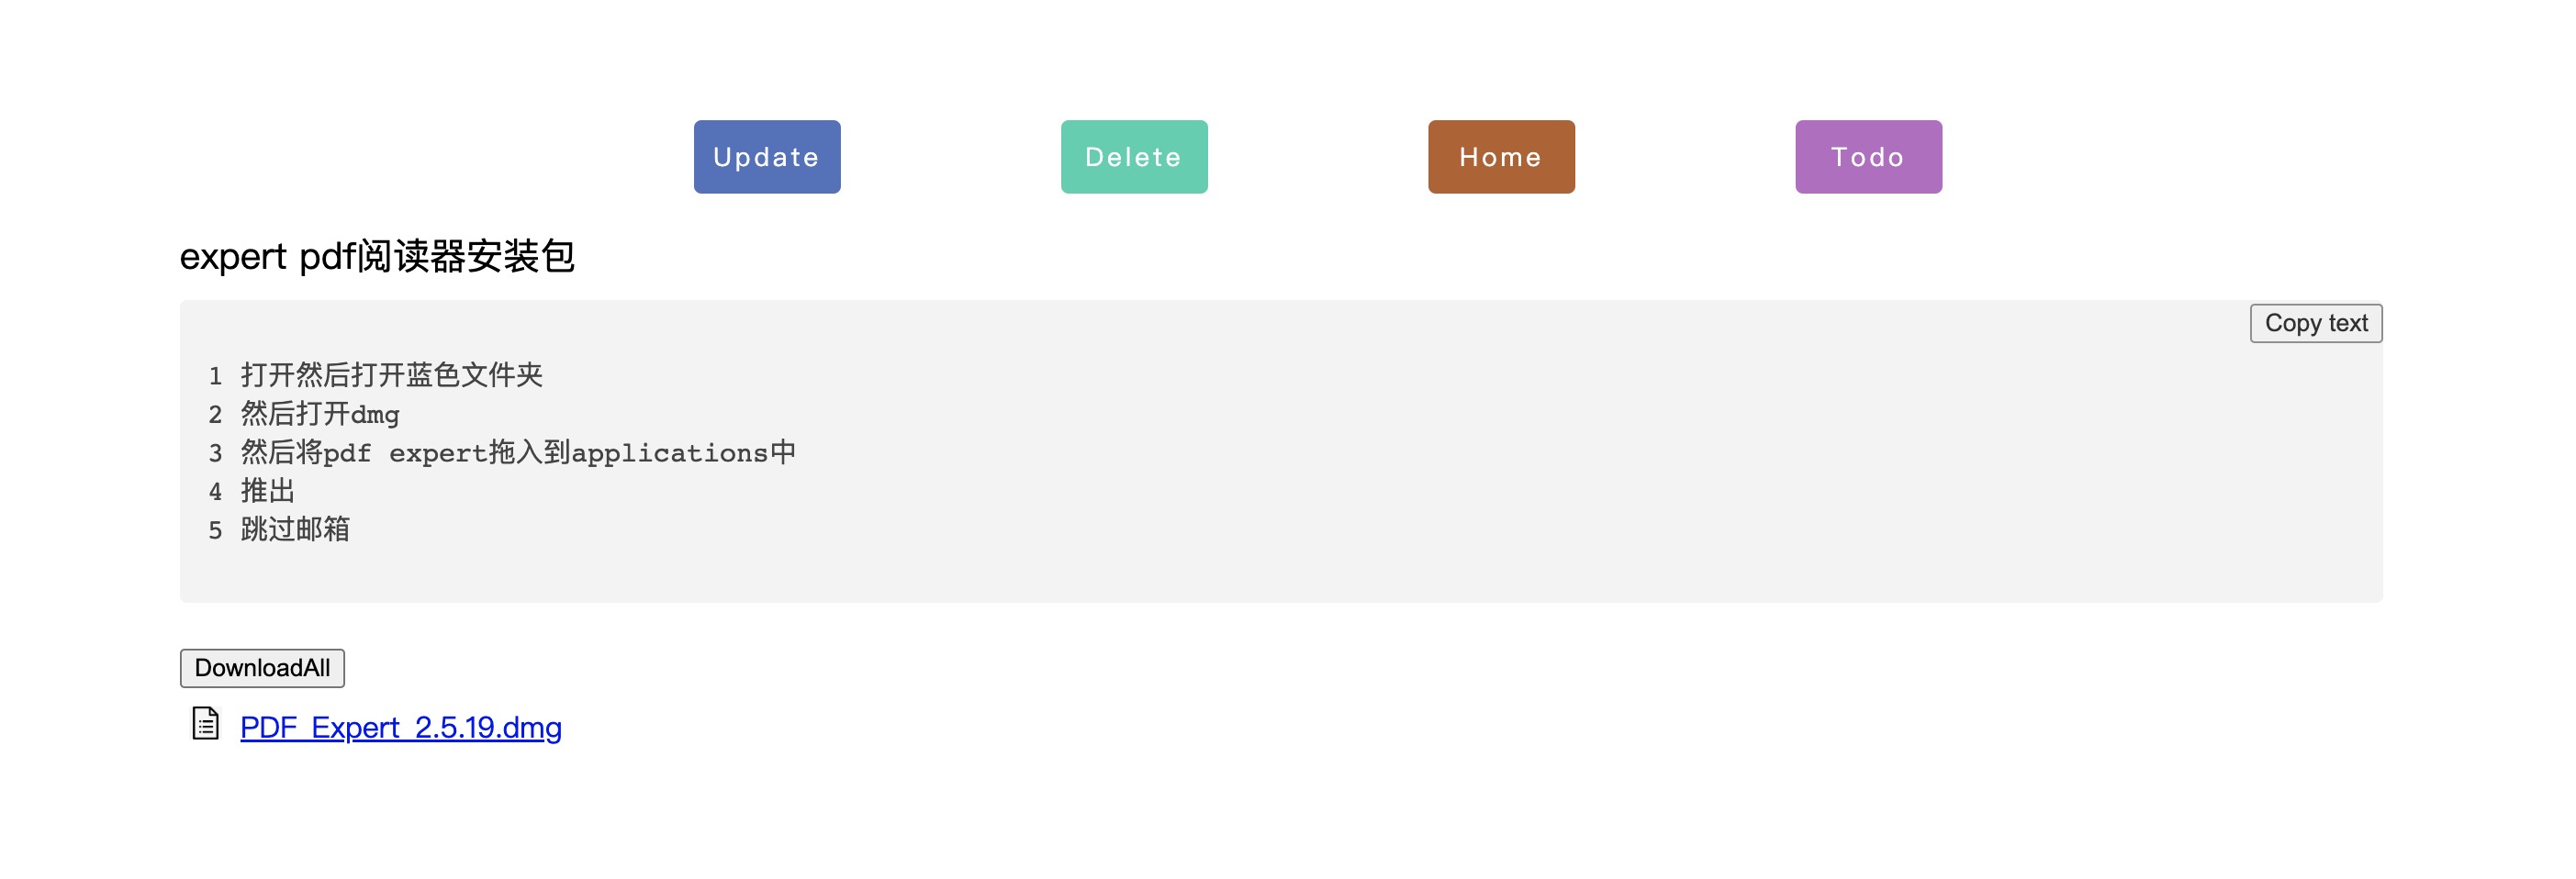 Update Delete Home Todo
expert pdf阅读器安装包
Copy text
1 打开然后打开蓝色文件夹
2 然后打开dmg
3 然后将pdf expert拖入到applications中
4 推出
5 跳过邮箱
DownloadAll
PDF_Expert_2.5.19.dmg